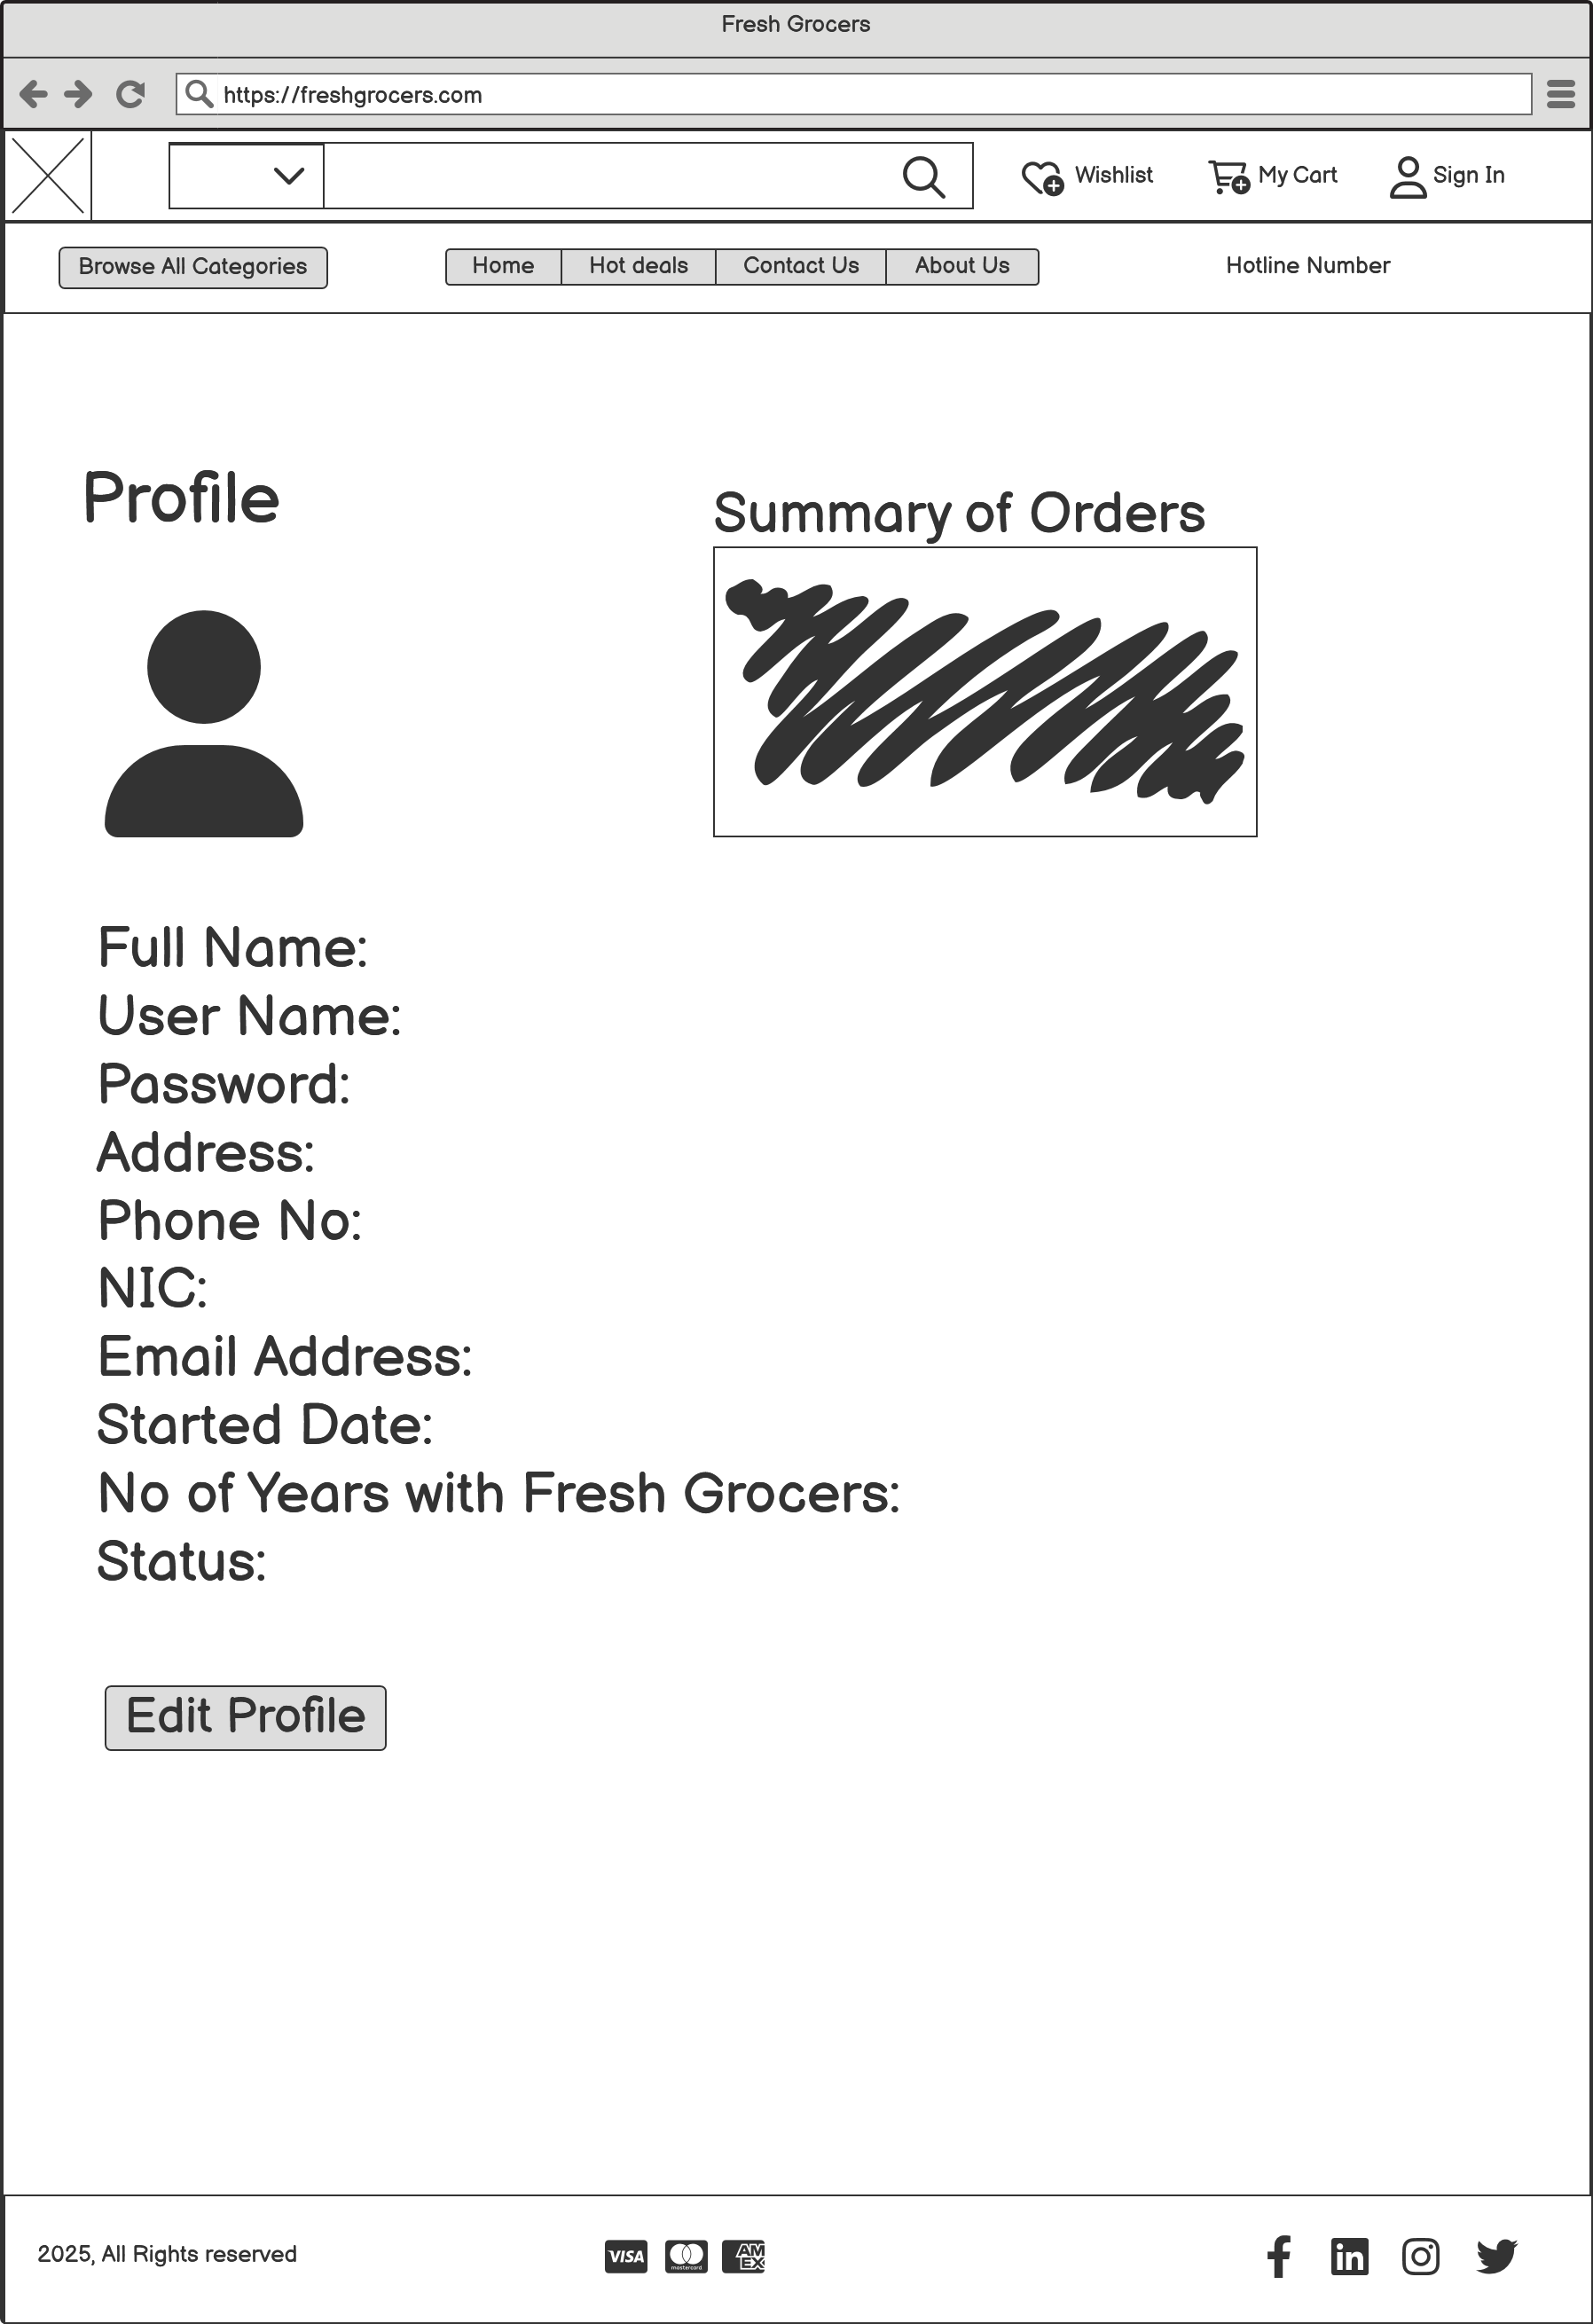 Fresh Grocers
https://freshgrocers.com
Wishlist
My Cart
Sign In
Browse All Categories
Home
Hot deals
Contact Us
About Us
Hotline Number
Profile
Summary of Orders
Full Name:
User Name:
Password:
Address:
Phone No:
NIC:
Email Address:
Started Date:
No of Years with Fresh Grocers:
Status:
Edit Profile
2025, All Rights reserved
VISA
mastercard
AM
EX